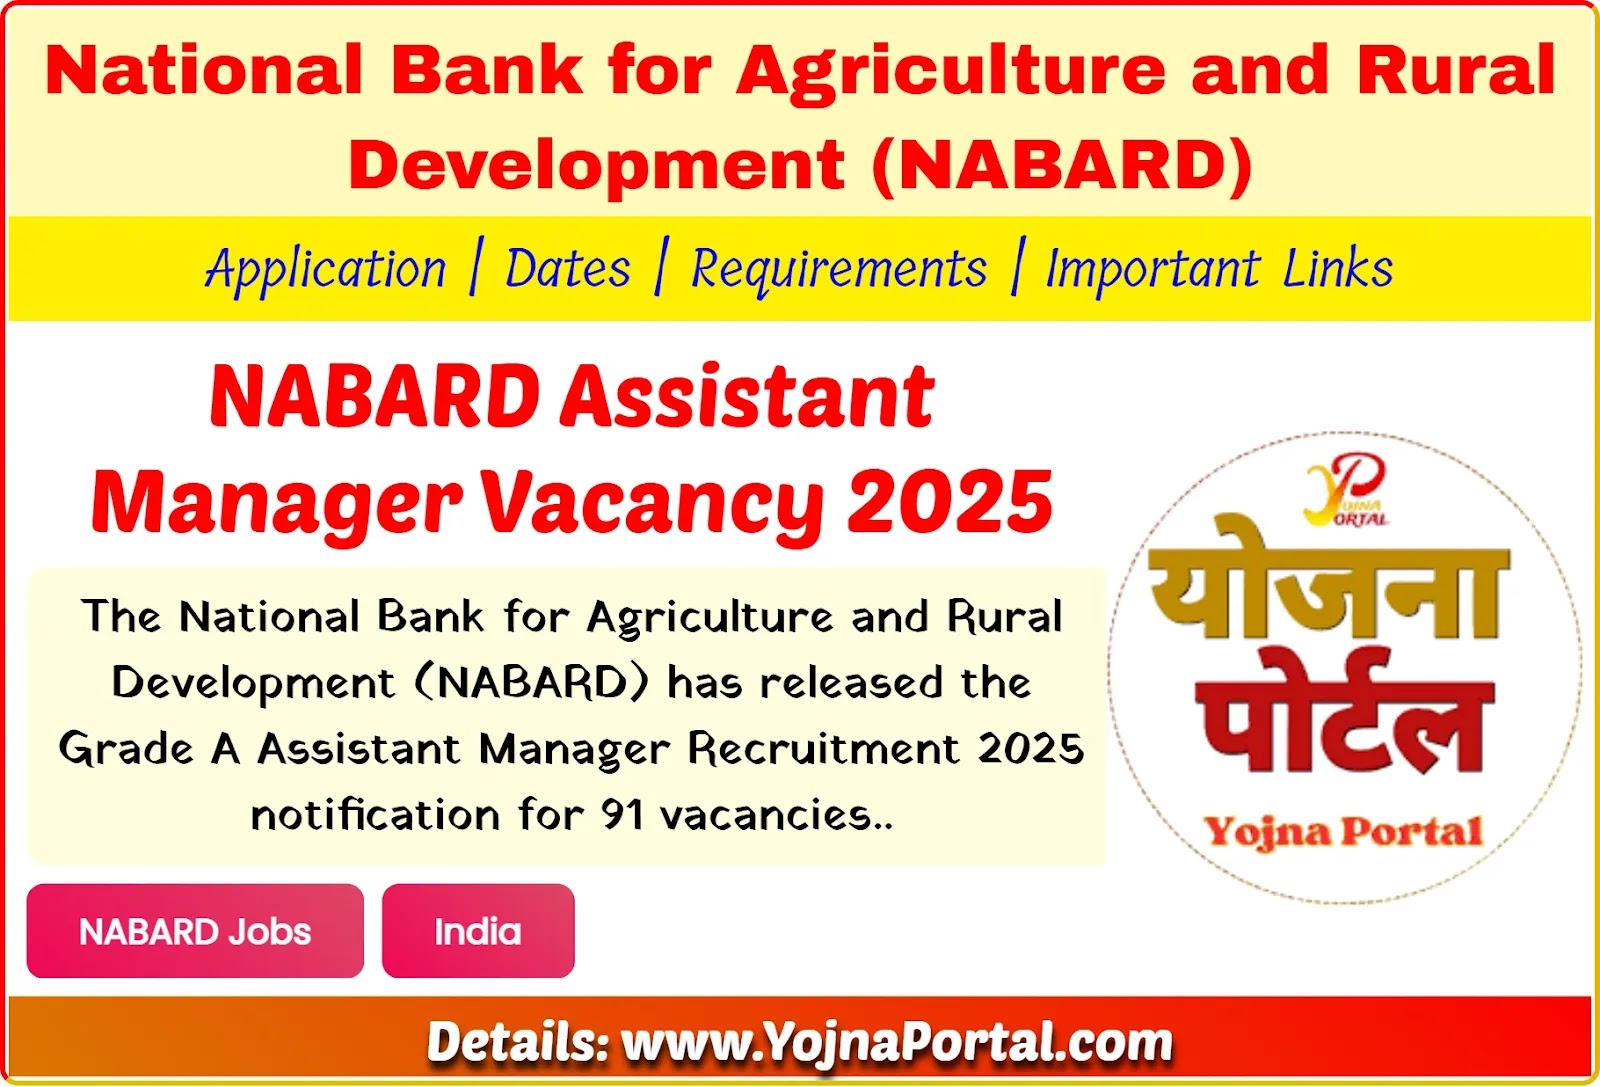 National Bank for Agriculture and Rural
Development (NABARD)
Application | Dates | Requirements | Important Links
NABARD Assistant
Manager Vacancy 2025
The National Bank for Agriculture and Rural
Development (NABARD) has released the
Grade A Assistant Manager Recruitment 2025
notification for 91 vacancies..
YP
YOJNA
PORTAL
योजना
पोर्टल
Yojna Portal
NABARD Jobs
India
Details: www.YojnaPortal.com